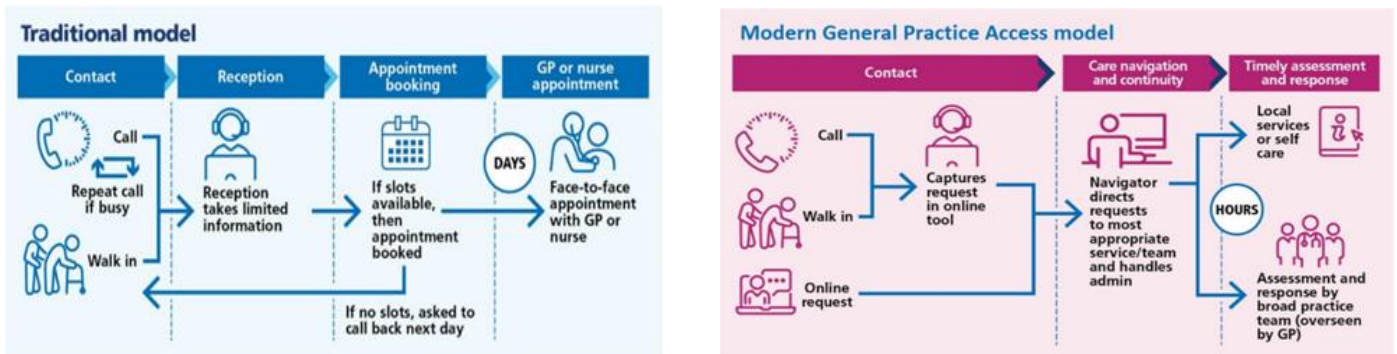 Traditional model
Contact
Reception
Appointment
booking
GP or nurse
appointment
Call
Repeat call
if busy
Walk in
Reception
takes limited
information
If slots
available,
then
appointment
booked
If no slots, asked to
call back next day
DAYS
Face-to-face
appointment
with GP or
nurse
Modern General Practice Access model
Contact
Care navigation
and continuity
Timely assessment
and response
Call
Walk in
Online
request
Captures
request
in online
tool
Navigator
directs
requests
to most
appropriate
service/team
and handles
admin
Local
services
or self
care
i
HOURS
Assessment and
response by
broad practice
team (overseen
by GP)